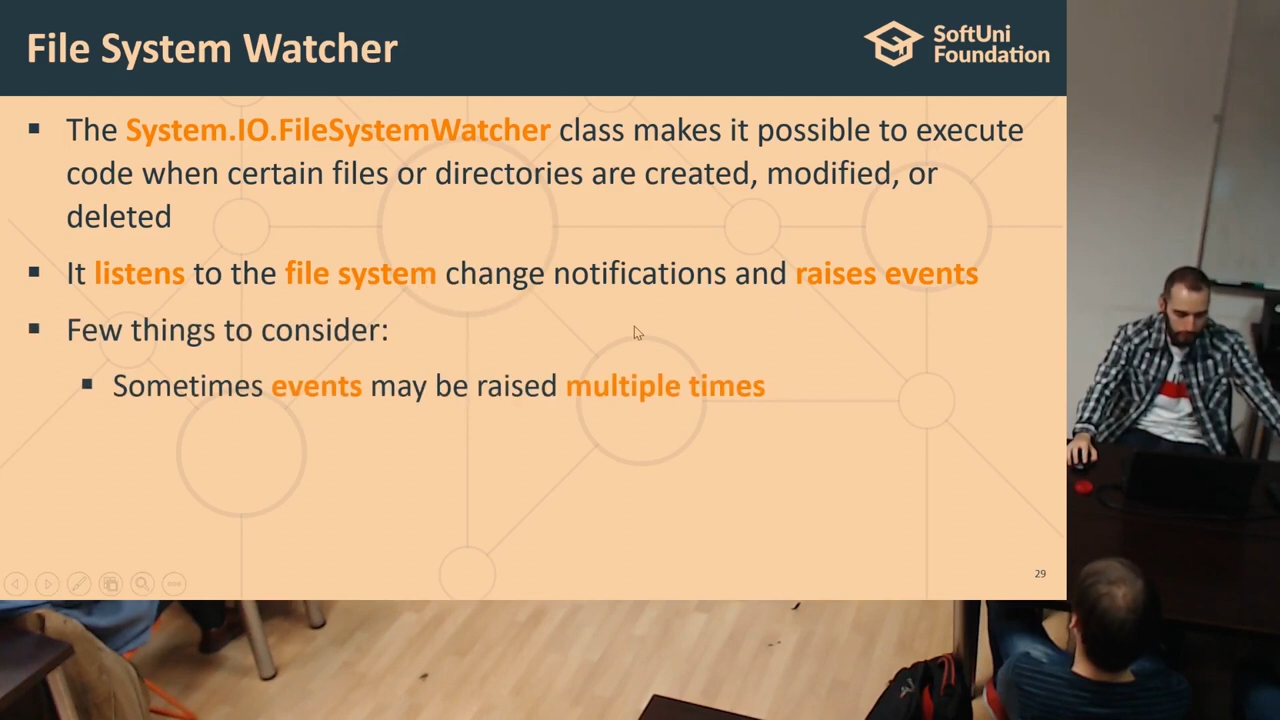 File System Watcher
SoftUni
Foundation
▪ The System.IO.FileSystemWatcher class makes it possible to execute
code when certain files or directories are created, modified, or
deleted
▪ It listens to the file system change notifications and raises events
▪ Few things to consider:
▪ Sometimes events may be raised multiple times
29